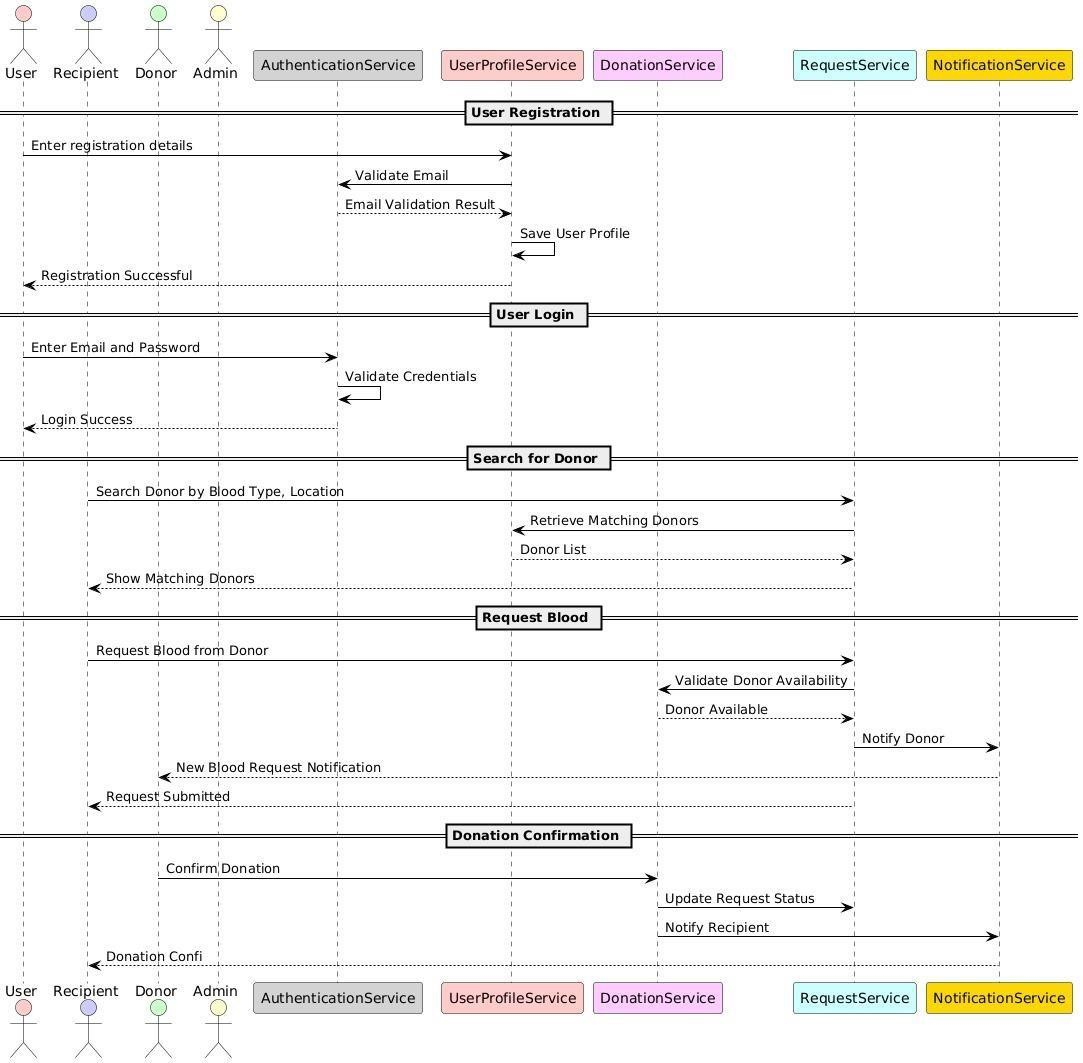 User Recipient Donor Admin AuthenticationService UserProfileService DonationService RequestService NotificationService
User Registration
Enter registration details
Validate Email
Email Validation Result
Save User Profile
Registration Successful
User Login
Enter Email and Password
Validate Credentials
Login Success
Search for Donor
Search Donor by Blood Type, Location
Retrieve Matching Donors
Donor List
Show Matching Donors
Request Blood
Request Blood from Donor
Validate Donor Availability
Donor Available
Notify Donor
New Blood Request Notification
Request Submitted
Donation Confirmation
Confirm Donation
Update Request Status
Notify Recipient
Donation Confi
User Recipient Donor Admin AuthenticationService UserProfileService DonationService RequestService NotificationService